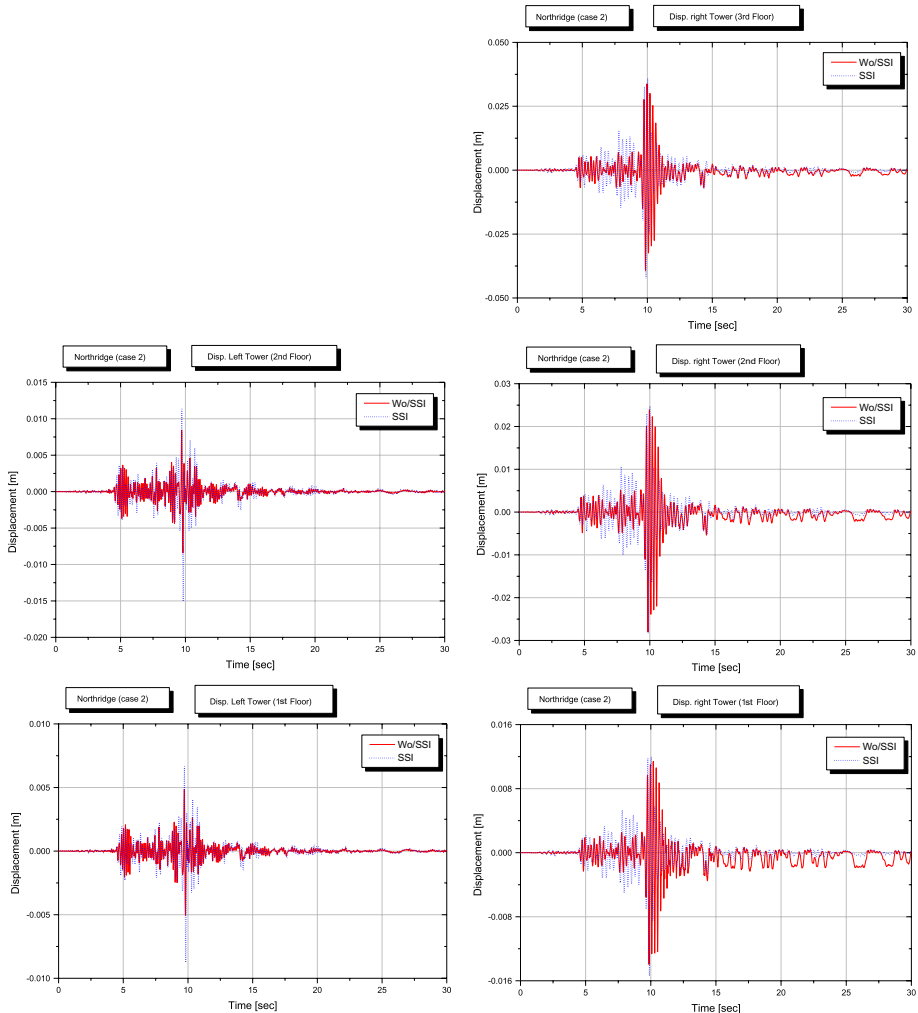 Northridge (case 2)
Disp. right Tower (3rd Floor)
0.050
0.025
0.000
-0.025
-0.050
Displacement [m]
Wo/SSI
SSI
0 5 10 15 20 25 30
Time [sec]
Northridge (case 2)
Disp. Left Tower (2nd Floor)
0.015
0.010
0.005
0.000
-0.005
-0.010
-0.015
-0.020
Displacement [m]
Wo/SSI
SSI
0 5 10 15 20 25 30
Time [sec]
Northridge (case 2)
Disp. right Tower (2nd Floor)
0.03
0.02
0.01
0.00
-0.01
-0.02
-0.03
Displacement [m]
Wo/SSI
SSI
0 5 10 15 20 25 30
Time [sec]
Northridge (case 2)
Disp. Left Tower (1st Floor)
0.010
0.005
0.000
-0.005
-0.010
Displacement [m]
Wo/SSI
SSI
0 5 10 15 20 25 30
Time [sec]
Northridge (case 2)
Disp. right Tower (1st Floor)
0.016
0.008
0.000
-0.008
-0.016
Displacement [m]
Wo/SSI
SSI
0 5 10 15 20 25 30
Time [sec]